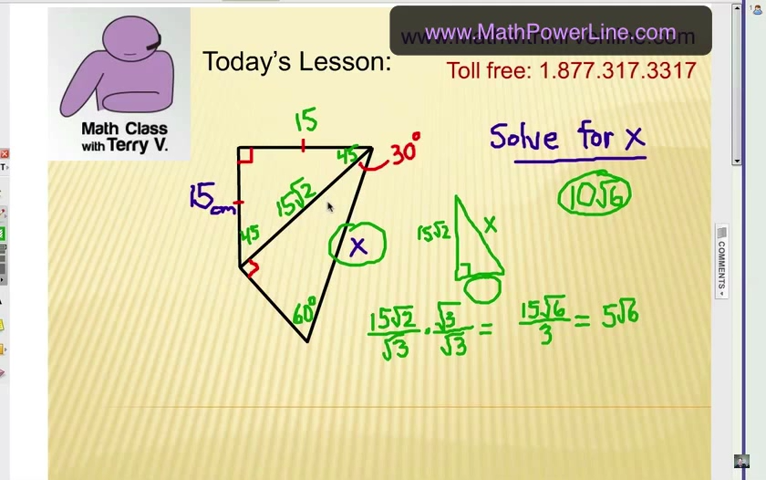 www.MathPowerLine.com
Today's Lesson:
Toll free: 1.877.317.3317
Math Class
with Terry V.
15
45
30°
15 cm
15√2
45
x
60°
Solve for x
10√6
15√2
x
15√2/√3 · √3/√3 = 15√6/3 = 5√6
COMMENTS